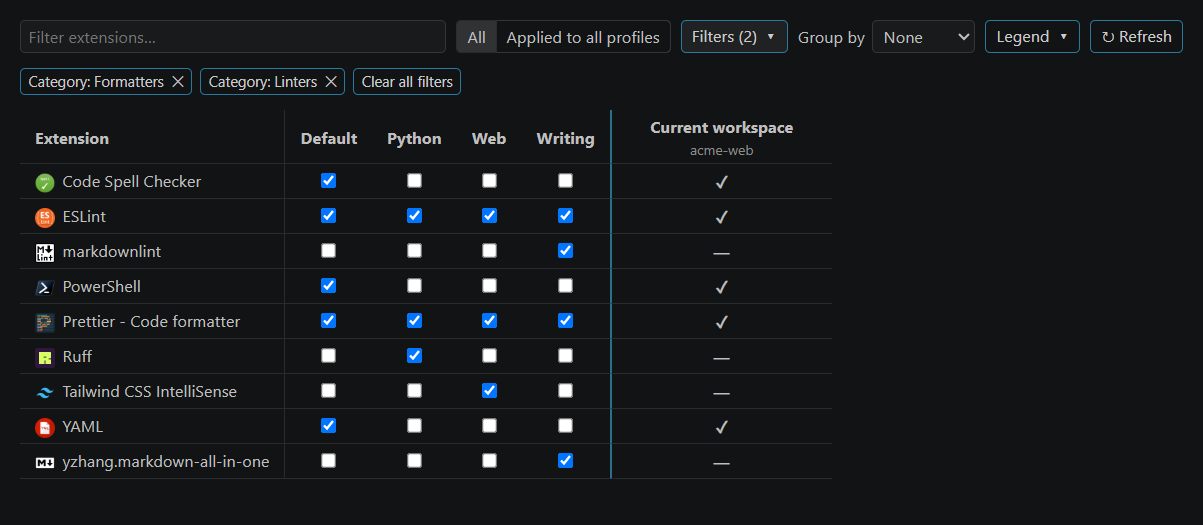 Filter extensions...
All Applied to all profiles Filters (2) ▼ Group by None Legend ▼ ↻ Refresh
Category: Formatters ✕ Category: Linters ✕ Clear all filters
Extension Default Python Web Writing Current workspace
acme-web
Code Spell Checker
ESLint
markdownlint
PowerShell
Prettier - Code formatter
Ruff
Tailwind CSS IntelliSense
YAML
yzhang.markdown-all-in-one